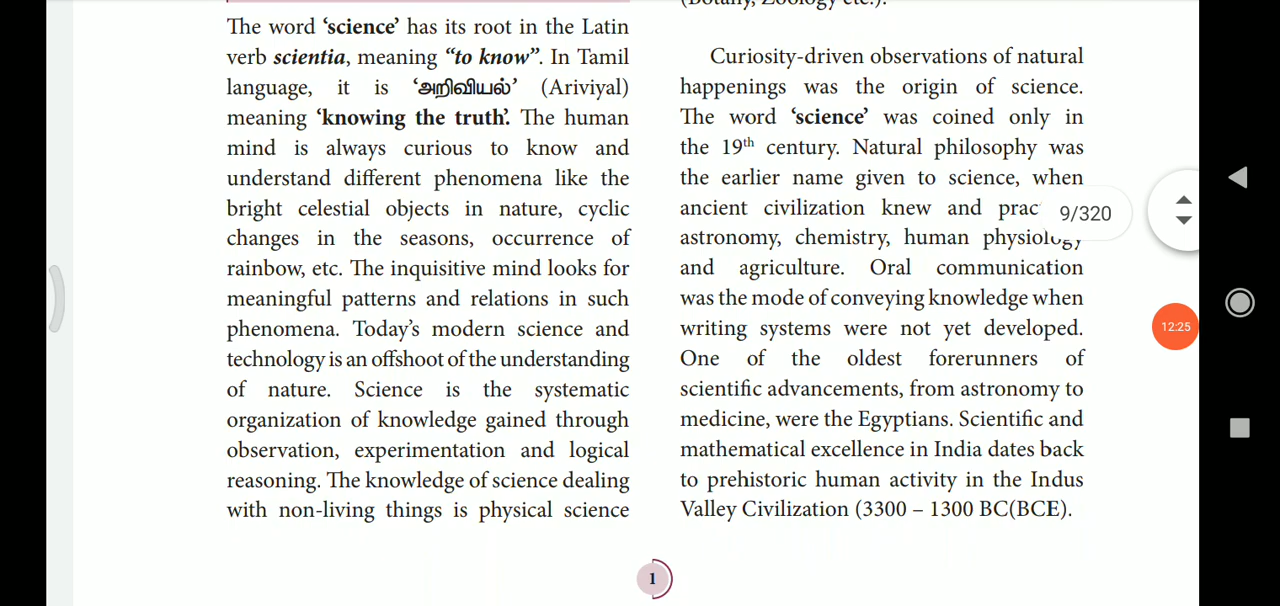 The word ‘science’ has its root in the Latin
verb scientia, meaning “to know”. In Tamil
language, it is ‘அறிவியல்’ (Ariviyal)
meaning ‘knowing the truth’. The human
mind is always curious to know and
understand different phenomena like the
bright celestial objects in nature, cyclic
changes in the seasons, occurrence of
rainbow, etc. The inquisitive mind looks for
meaningful patterns and relations in such
phenomena. Today’s modern science and
technology is an offshoot of the understanding
of nature. Science is the systematic
organization of knowledge gained through
observation, experimentation and logical
reasoning. The knowledge of science dealing
with non-living things is physical science
(Botany, Zoology etc.).
Curiosity-driven observations of natural
happenings was the origin of science.
The word ‘science’ was coined only in
the 19th century. Natural philosophy was
the earlier name given to science, when
ancient civilization knew and prac
astronomy, chemistry, human physiology
and agriculture. Oral communication
was the mode of conveying knowledge when
writing systems were not yet developed.
One of the oldest forerunners of
scientific advancements, from astronomy to
medicine, were the Egyptians. Scientific and
mathematical excellence in India dates back
to prehistoric human activity in the Indus
Valley Civilization (3300 – 1300 BC(BCE).
9/320
12:25
1